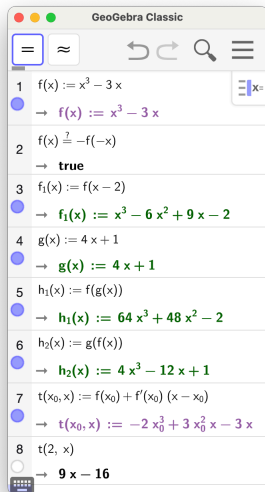 GeoGebra Classic
= ≈
x=
1 f(x) := x³ − 3 x
→ f(x) := x³ − 3 x
2 f(x) ≟ −f(−x)
→ true
3 f₁(x) := f(x − 2)
→ f₁(x) := x³ − 6 x² + 9 x − 2
4 g(x) := 4 x + 1
→ g(x) := 4 x + 1
5 h₁(x) := f(g(x))
→ h₁(x) := 64 x³ + 48 x² − 2
6 h₂(x) := g(f(x))
→ h₂(x) := 4 x³ − 12 x + 1
7 t(x₀, x) := f(x₀) + f′(x₀) (x − x₀)
→ t(x₀, x) := −2 x₀³ + 3 x₀² x − 3 x
8 t(2, x)
→ 9 x − 16